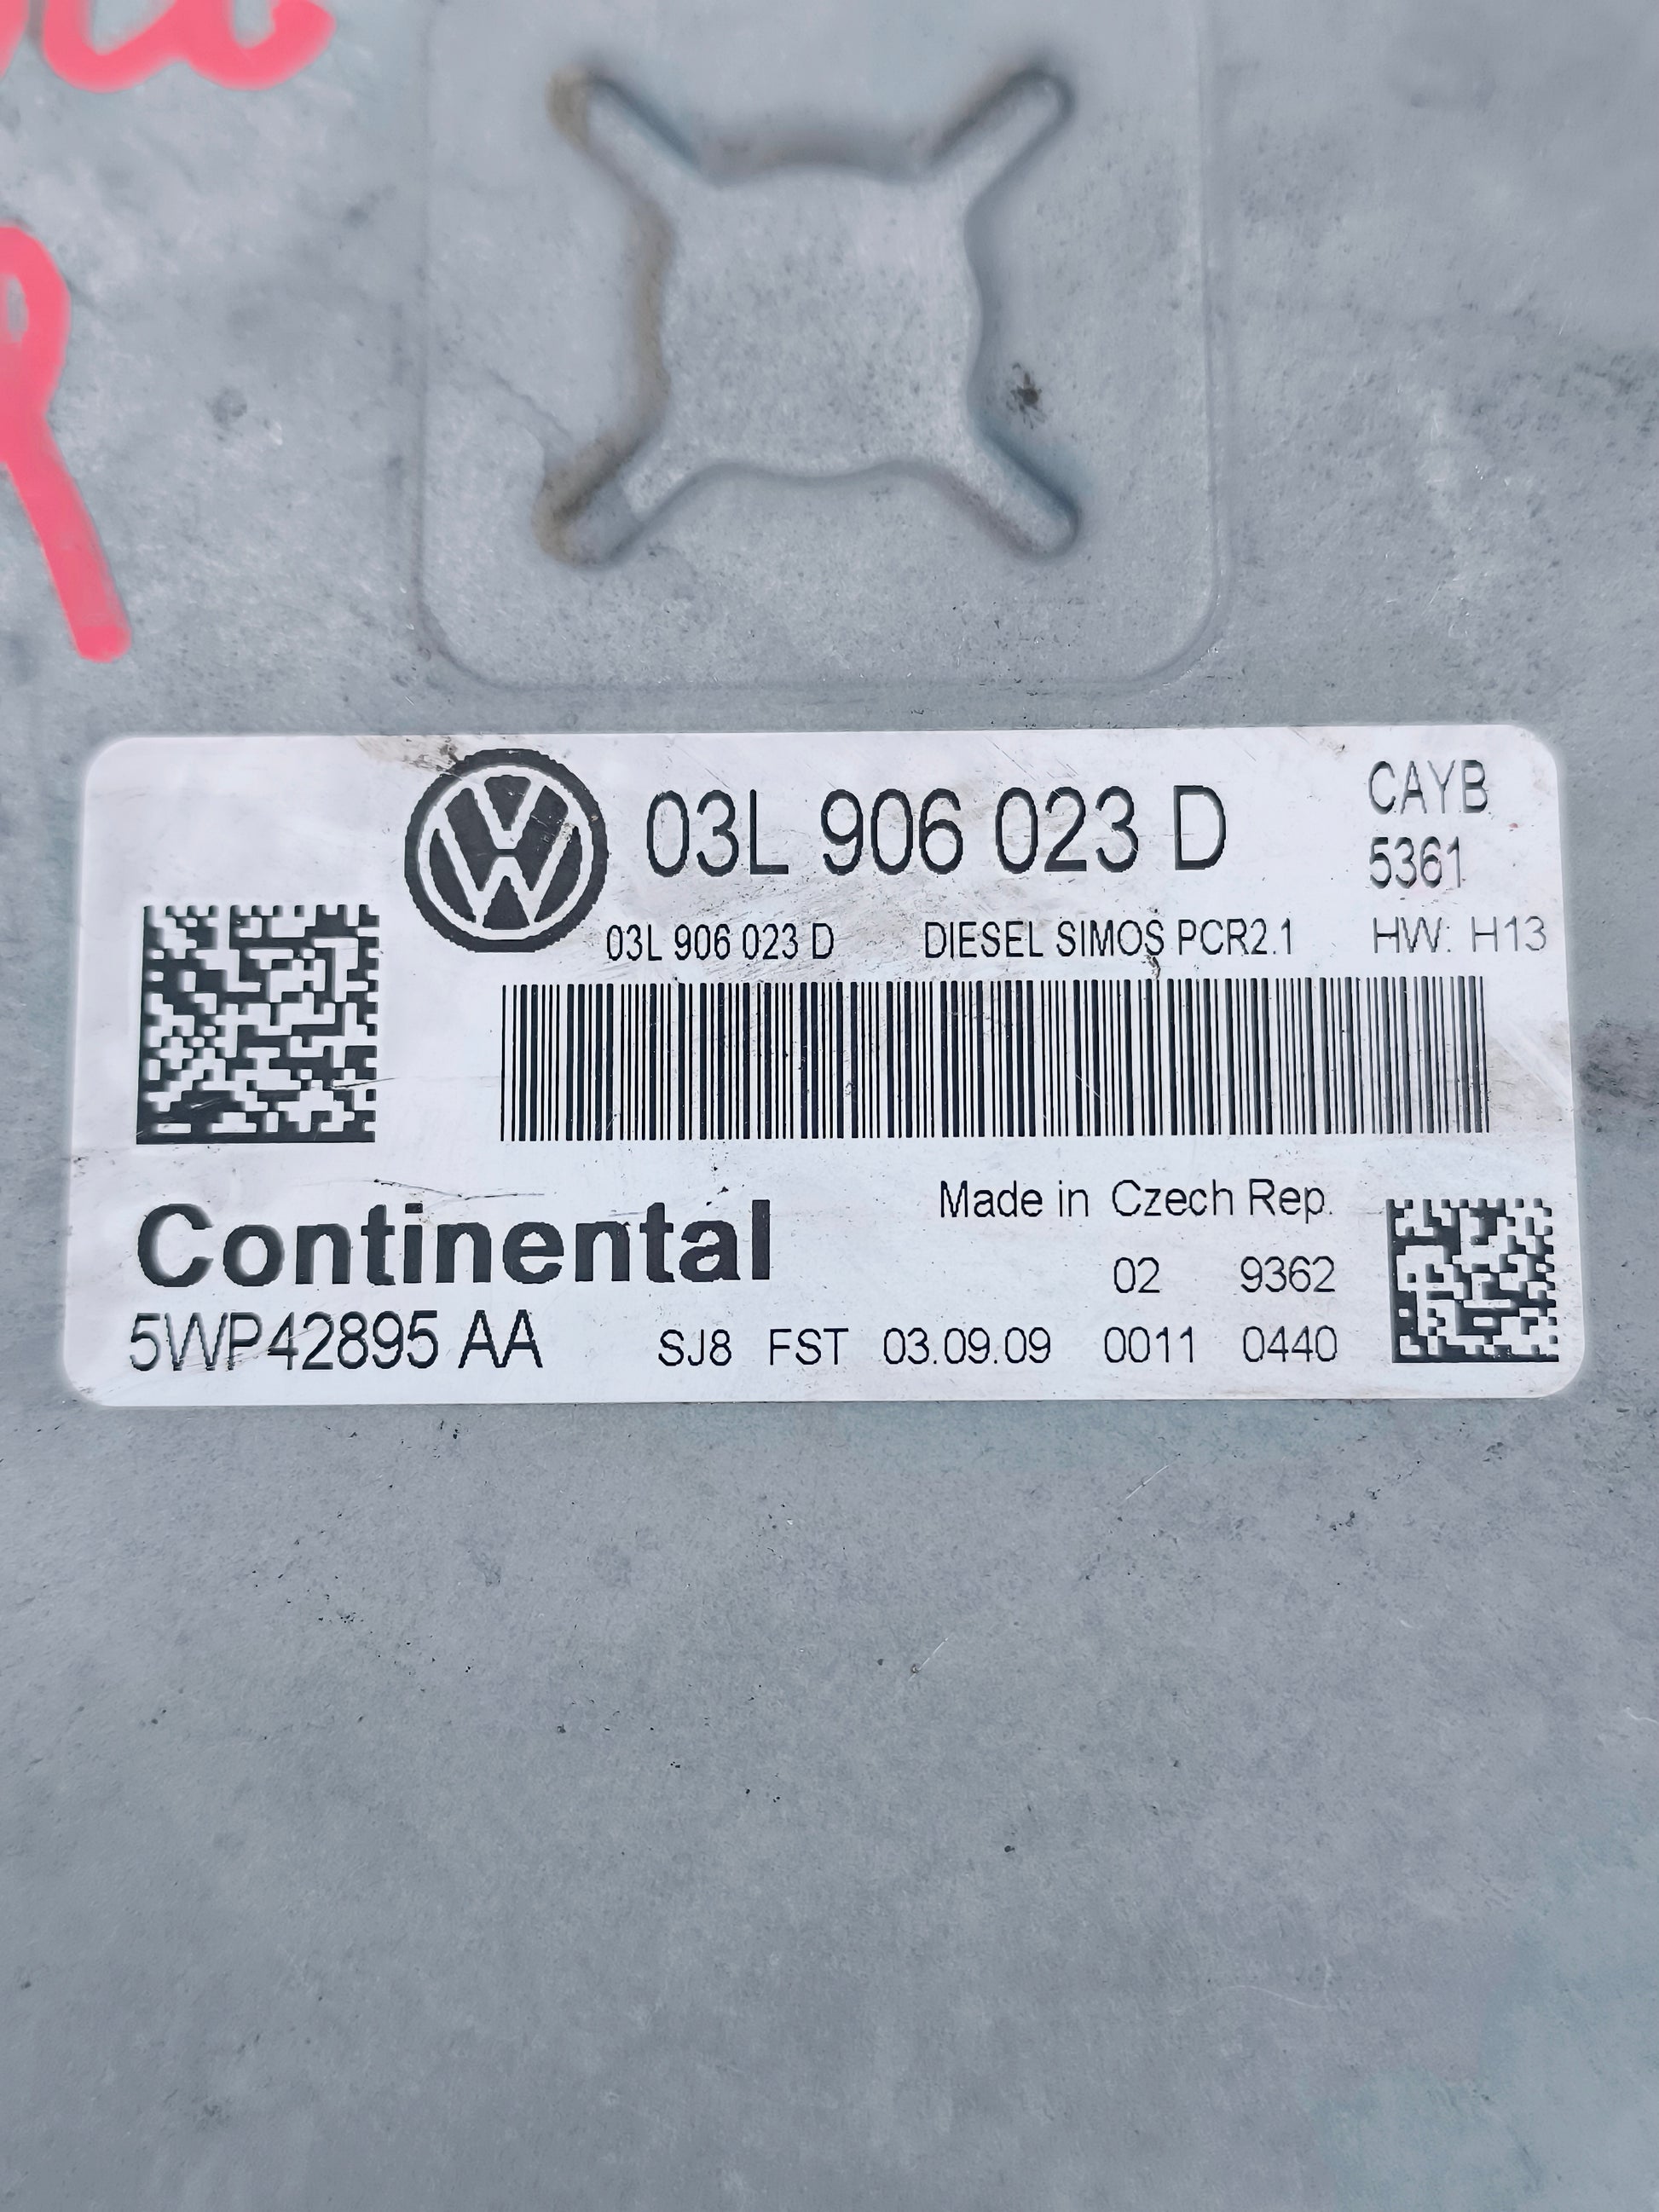 03L 906 023 D
CAYB
5361
03L 906 023 D DIESEL SIMOS PCR2.1 HW: H13
Made in Czech Rep.
Continental
02 9362
5WP42895 AA SJ8 FST 03.09.09 0011 0440